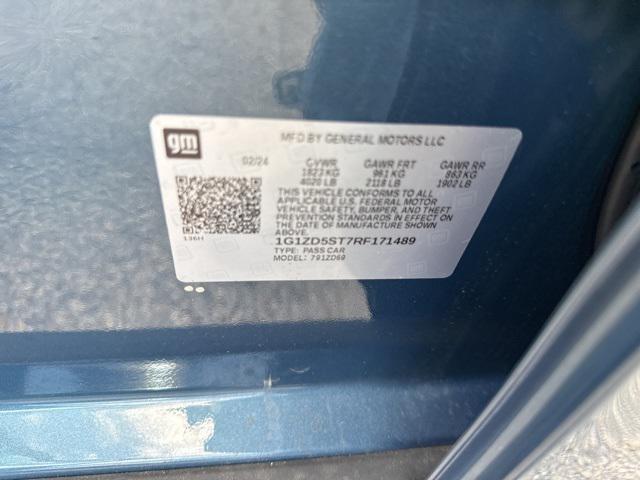 gm
MFD BY GENERAL MOTORS LLC
02/24 GVWR GAWR FRT GAWR RR
1823 KG 961 KG 863 KG
4020 LB 2118 LB 1902 LB
THIS VEHICLE CONFORMS TO ALL
APPLICABLE U.S. FEDERAL MOTOR
VEHICLE SAFETY, BUMPER, AND THEFT
PREVENTION STANDARDS IN EFFECT ON
THE DATE OF MANUFACTURE SHOWN
ABOVE.
136H
1G1ZD5ST7RF171489
TYPE: PASS CAR
MODEL: 791ZD69